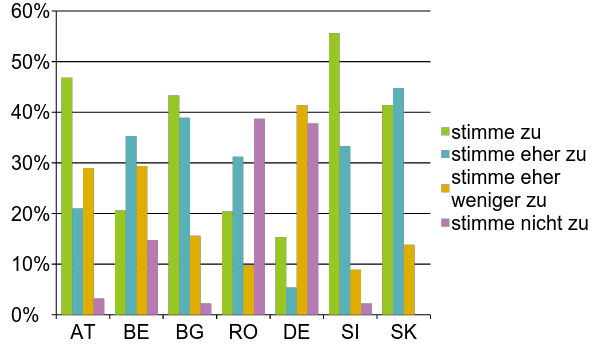 60%
50%
40%
30%
20%
10%
0%
AT BE BG RO DE SI SK
stimme zu
stimme eher zu
stimme eher
weniger zu
stimme nicht zu